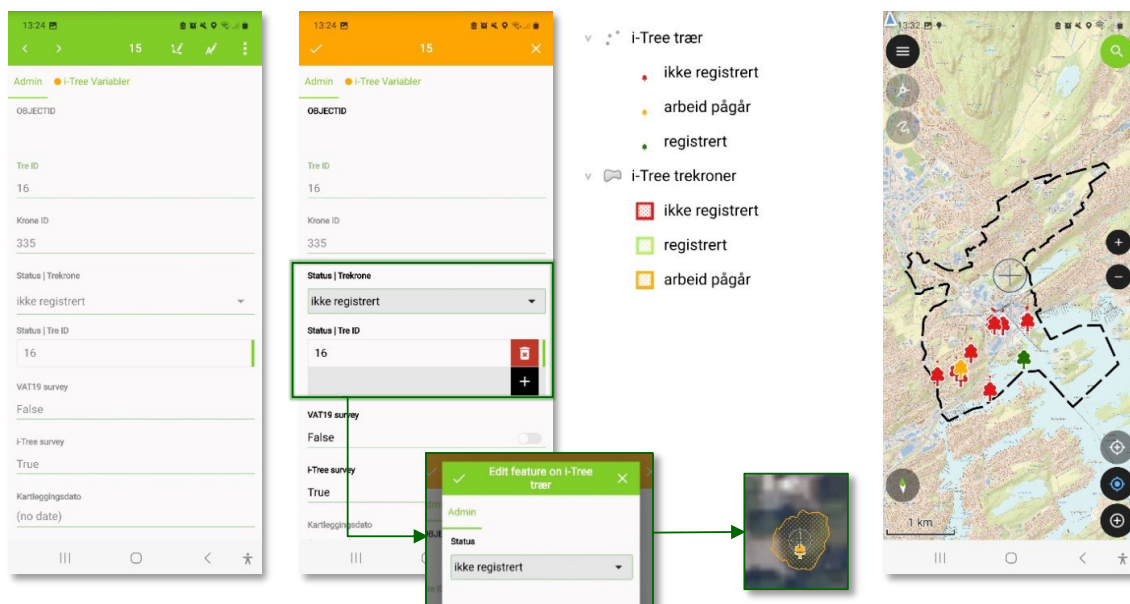 13:24
15
Admin
i-Tree Variabler
OBJECTID
Tre ID
16
Krone ID
335
Status | Trekrone
ikke registrert
Status | Tre ID
16
VAT19 survey
False
i-Tree survey
True
Kartleggingsdato
(no date)
13:24
15
Admin
i-Tree Variabler
OBJECTID
Tre ID
16
Krone ID
335
Status | Trekrone
ikke registrert
Status | Tre ID
16
VAT19 survey
False
i-Tree survey
True
Kartleggingsdato
Edit feature on i-Tree
trær
Admin
Status
ikke registrert
i-Tree trær
ikke registrert
arbeid pågår
registrert
i-Tree trekroner
ikke registrert
registrert
arbeid pågår
13:32
1 km